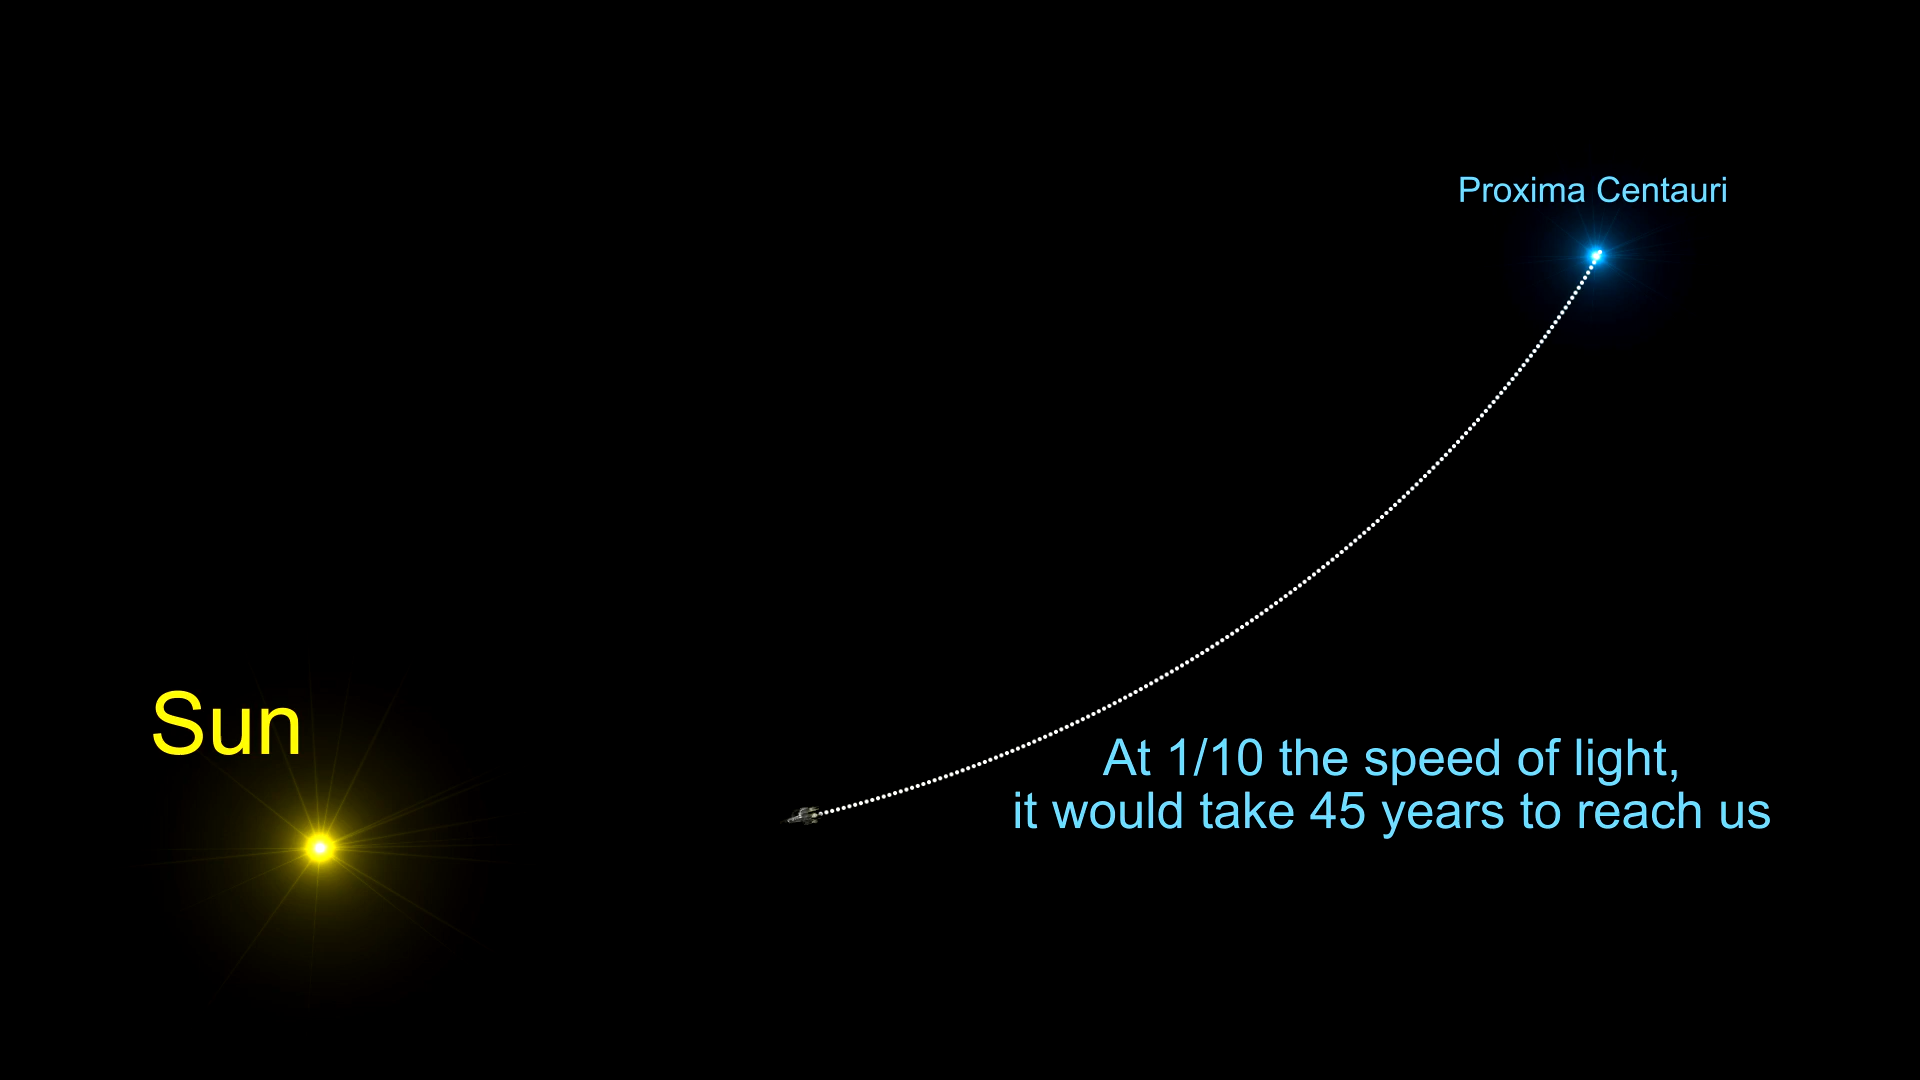 Proxima Centauri
Sun
At 1/10 the speed of light,
it would take 45 years to reach us